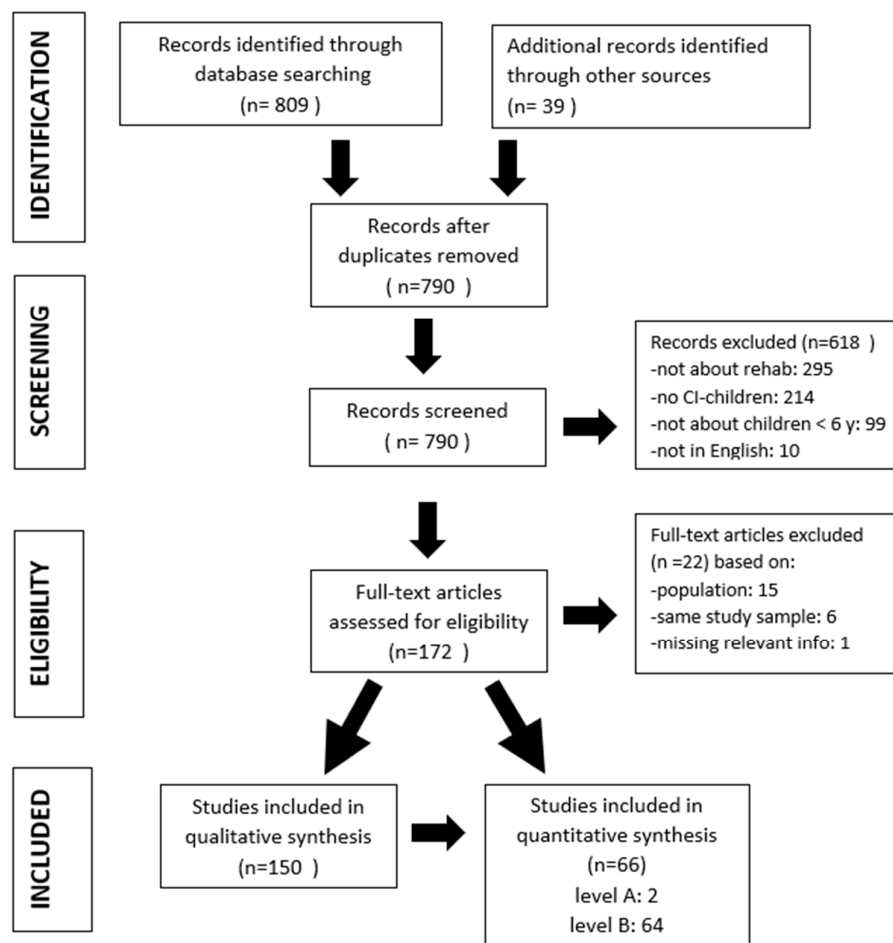 IDENTIFICATION
Records identified through
database searching
(n= 809 )
Additional records identified
through other sources
(n= 39 )
Records after
duplicates removed
( n=790 )
SCREENING
Records screened
( n= 790 )
Records excluded (n=618 )
-not about rehab: 295
-no CI-children: 214
-not about children < 6 y: 99
-not in English: 10
ELIGIBILITY
Full-text articles
assessed for eligibility
(n=172 )
Full-text articles excluded
(n =22) based on:
-population: 15
-same study sample: 6
-missing relevant info: 1
INCLUDED
Studies included in
qualitative synthesis
(n=150 )
Studies included in
quantitative synthesis
(n=66)
level A: 2
level B: 64